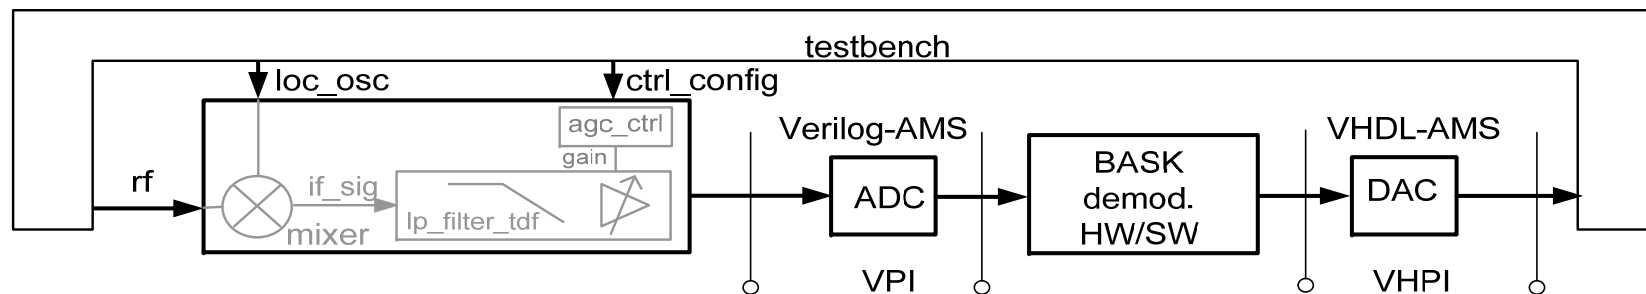 testbench
loc_osc
ctrl_config
agc_ctrl
gain
Verilog-AMS
VHDL-AMS
rf
if_sig
mixer
lp_filter_tdf
ADC
BASK
demod.
HW/SW
DAC
VPI
VHPI